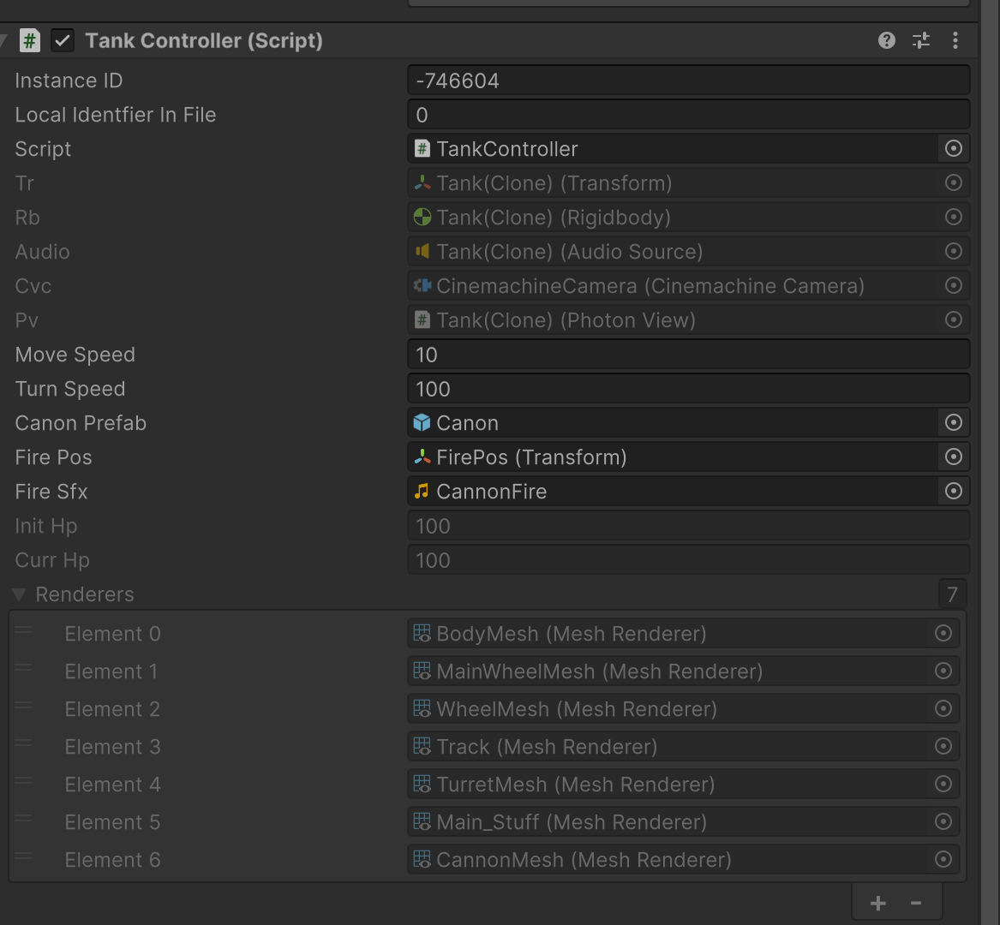 Tank Controller (Script)
Instance ID -746604
Local Identfier In File 0
Script # TankController
Tr Tank(Clone) (Transform)
Rb Tank(Clone) (Rigidbody)
Audio Tank(Clone) (Audio Source)
Cvc CinemachineCamera (Cinemachine Camera)
Pv # Tank(Clone) (Photon View)
Move Speed 10
Turn Speed 100
Canon Prefab Canon
Fire Pos FirePos (Transform)
Fire Sfx CannonFire
Init Hp 100
Curr Hp 100
Renderers 7
Element 0 BodyMesh (Mesh Renderer)
Element 1 MainWheelMesh (Mesh Renderer)
Element 2 WheelMesh (Mesh Renderer)
Element 3 Track (Mesh Renderer)
Element 4 TurretMesh (Mesh Renderer)
Element 5 Main_Stuff (Mesh Renderer)
Element 6 CannonMesh (Mesh Renderer)
+ -